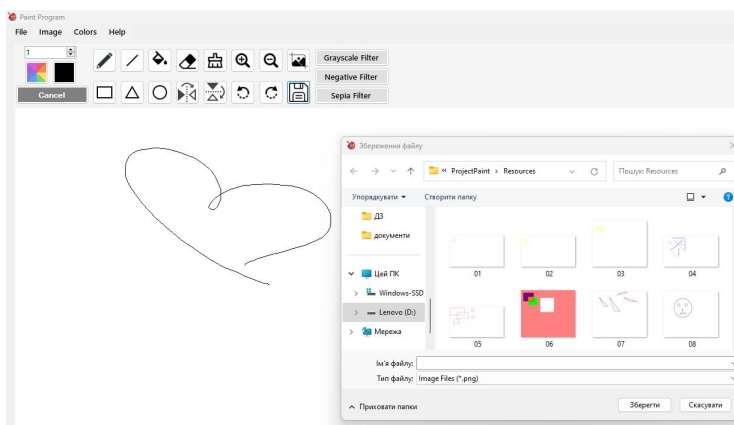 Paint Program
File Image Colors Help
1
Grayscale Filter
Negative Filter
Cancel
Sepia Filter
Збереження файлу
« ProjectPaint › Resources
Пошук: Resources
Упорядкувати Створити папку
ДЗ
документи
Цей ПК
Windows-SSD
Lenovo (D:)
Мережа
01 02 03 04
05 06 07 08
Ім'я файлу:
Тип файлу: Image Files (*.png)
Приховати папки
Зберегти Скасувати